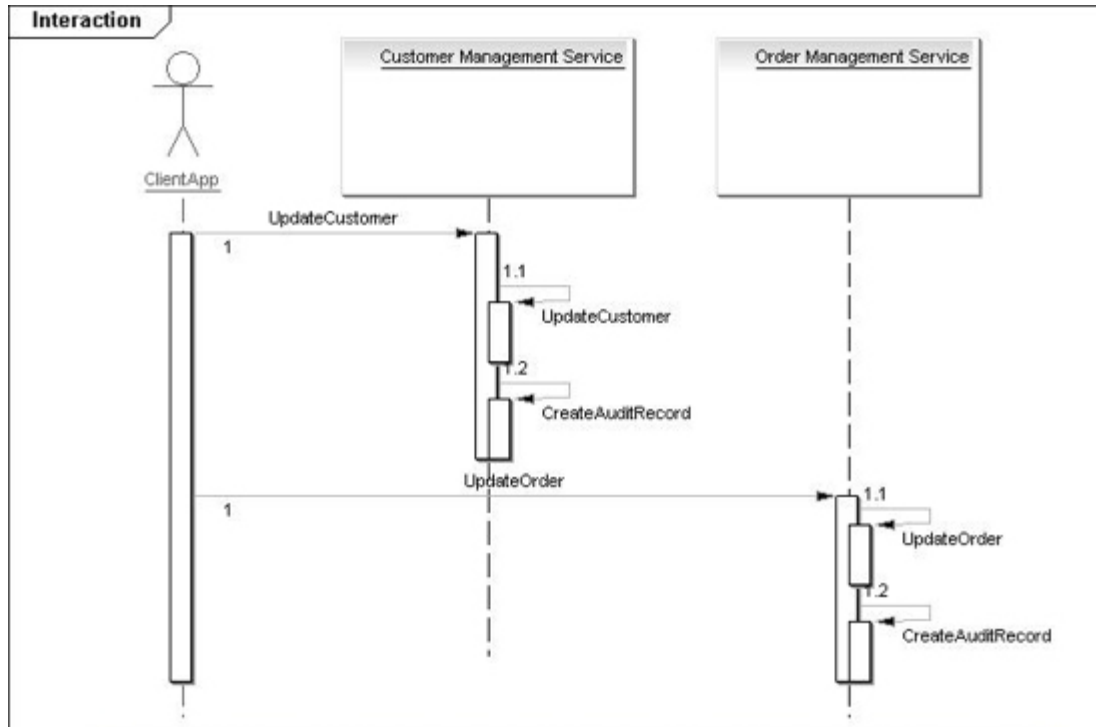 Interaction
Customer Management Service
Order Management Service
ClientApp
UpdateCustomer
1
1.1
UpdateCustomer
1.2
CreateAuditRecord
UpdateOrder
1
1.1
UpdateOrder
1.2
CreateAuditRecord